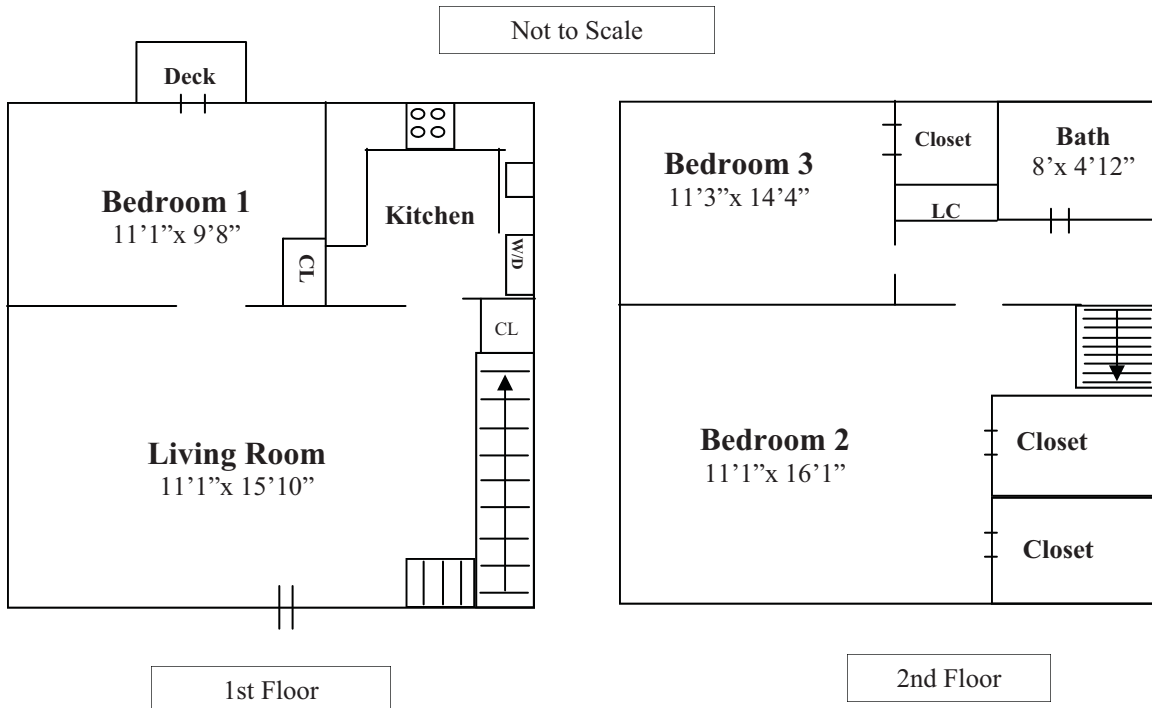 Not to Scale
Deck
Bedroom 1
11’1”x 9’8”
CL
Kitchen
W/D
CL
Living Room
11’1”x 15’10”
1st Floor
Bedroom 3
11’3”x 14’4”
Closet
LC
Bath
8’x 4’12”
Bedroom 2
11’1”x 16’1”
Closet
Closet
2nd Floor